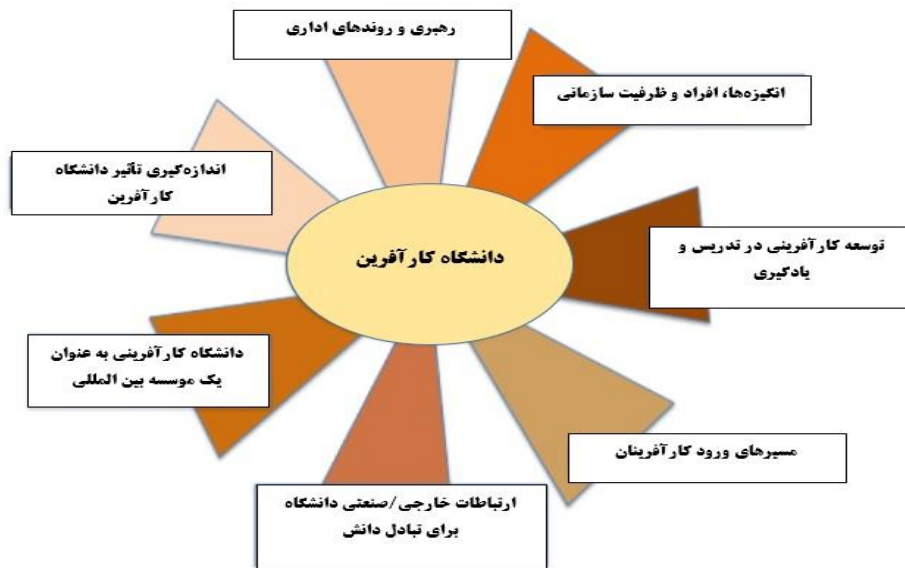 رهبری و روندهای اداری
انگیزه‌ها، افراد و ظرفیت سازمانی
توسعه کارآفرینی در تدریس و
یادگیری
مسیرهای ورود کارآفرینان
ارتباطات خارجی/صنعتی دانشگاه
برای تبادل دانش
دانشگاه کارآفرینی به عنوان
یک موسسه بین المللی
اندازه‌گیری تأثیر دانشگاه
کارآفرین
دانشگاه کارآفرین